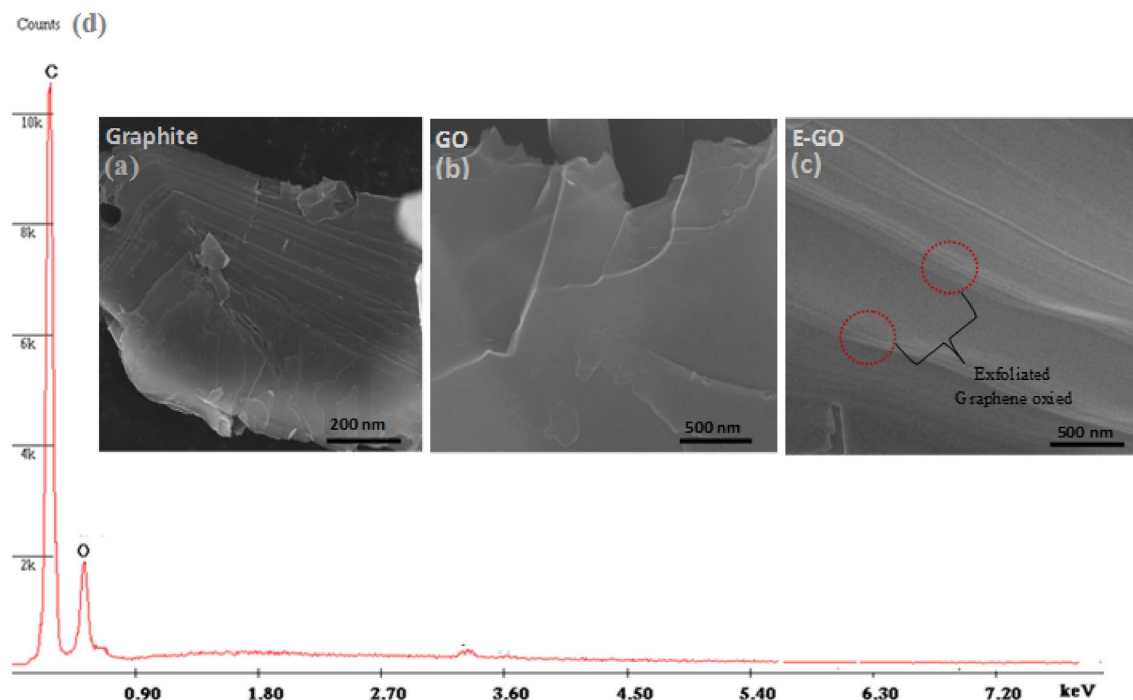 Counts (d)
C
10k
Graphite
(a)
GO
(b)
E-GO
(c)
8k
6k
Exfoliated
Graphene oxied
200 nm
500 nm
500 nm
4k
O
2k
0.90 1.80 2.70 3.60 4.50 5.40 6.30 7.20 keV